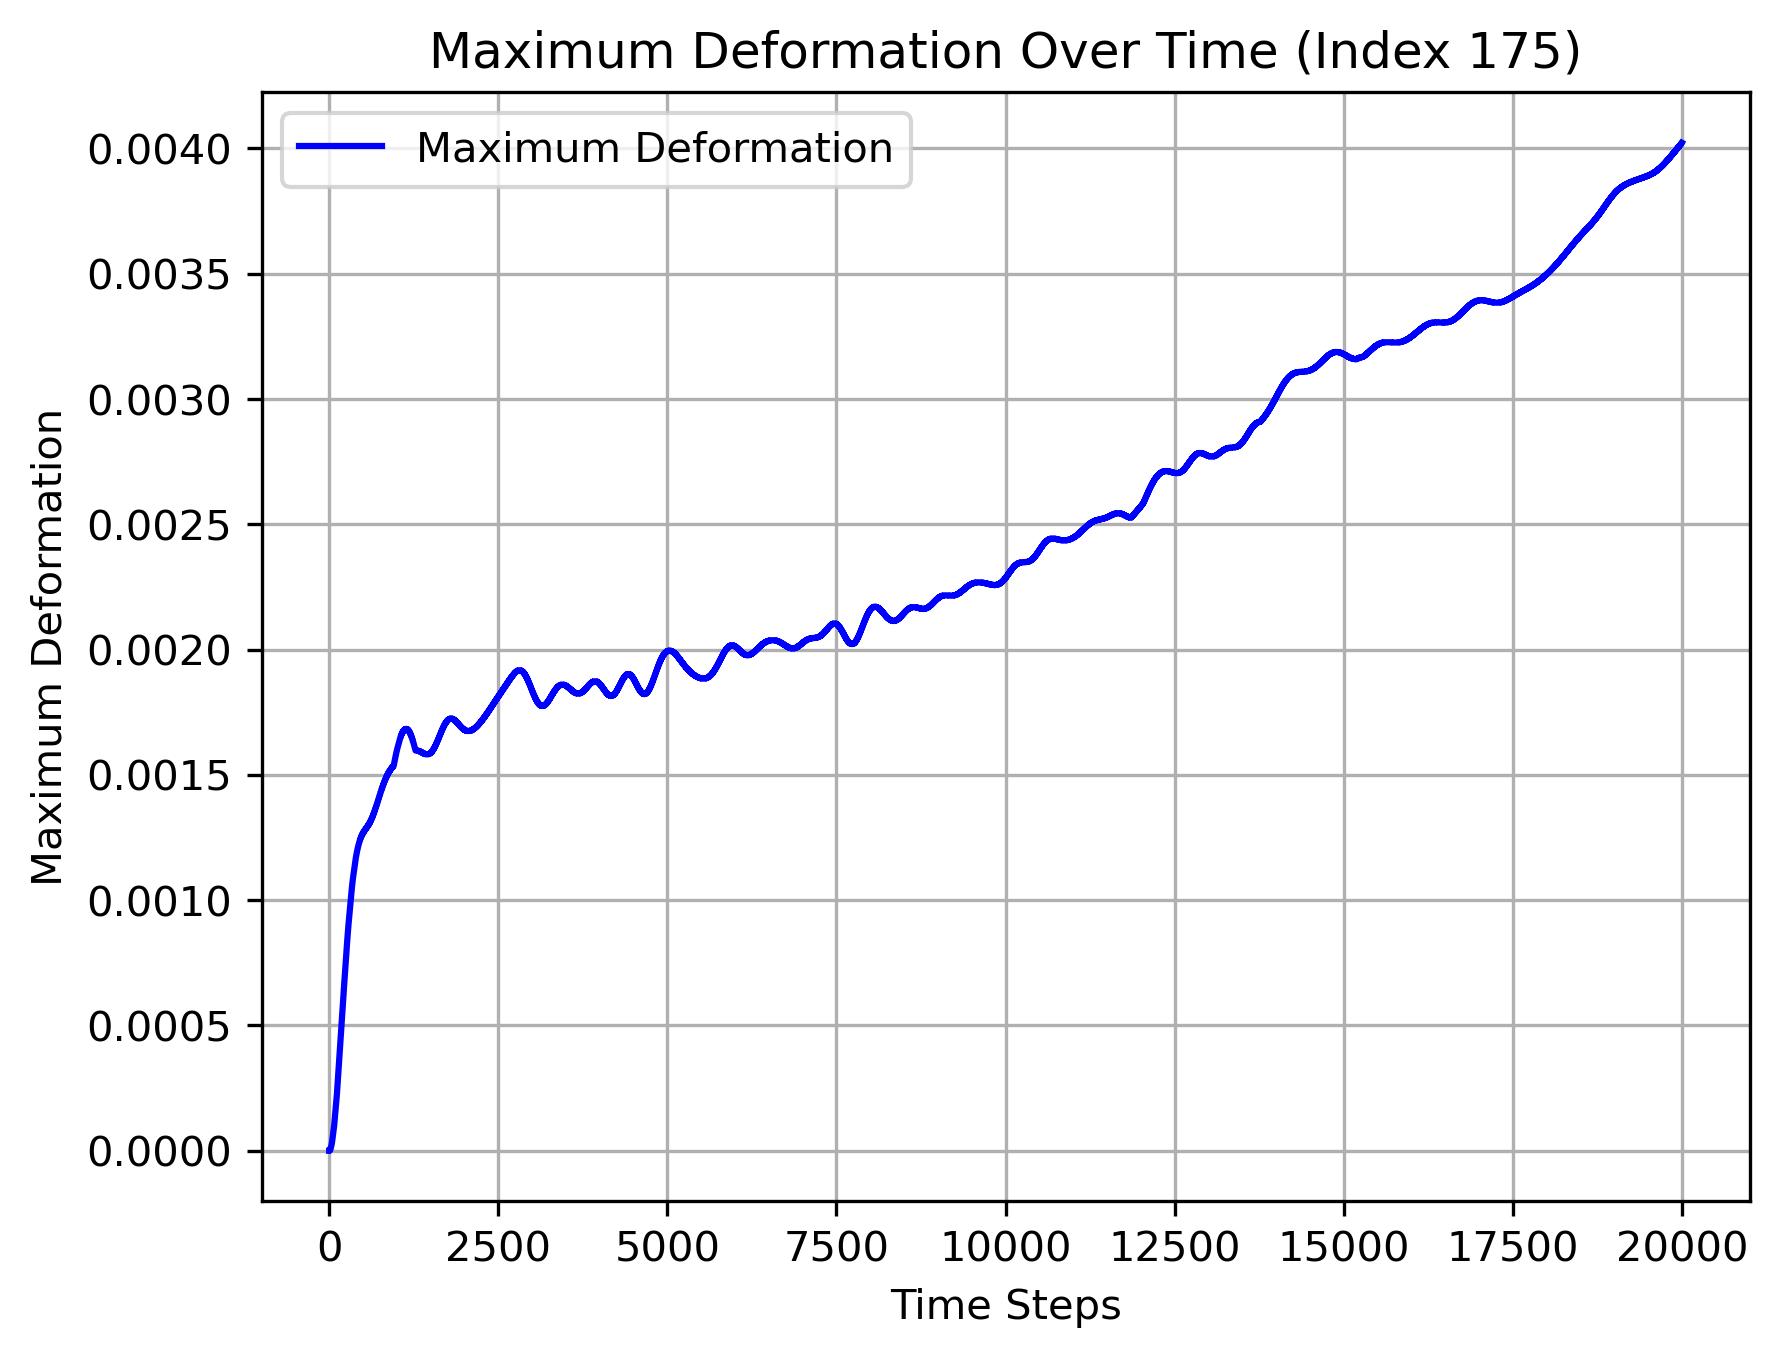 Maximum Deformation Over Time (Index 175)
Maximum Deformation
0.0040
0.0035
0.0030
0.0025
0.0020
0.0015
0.0010
0.0005
0.0000
Maximum Deformation
0 2500 5000 7500 10000 12500 15000 17500 20000
Time Steps